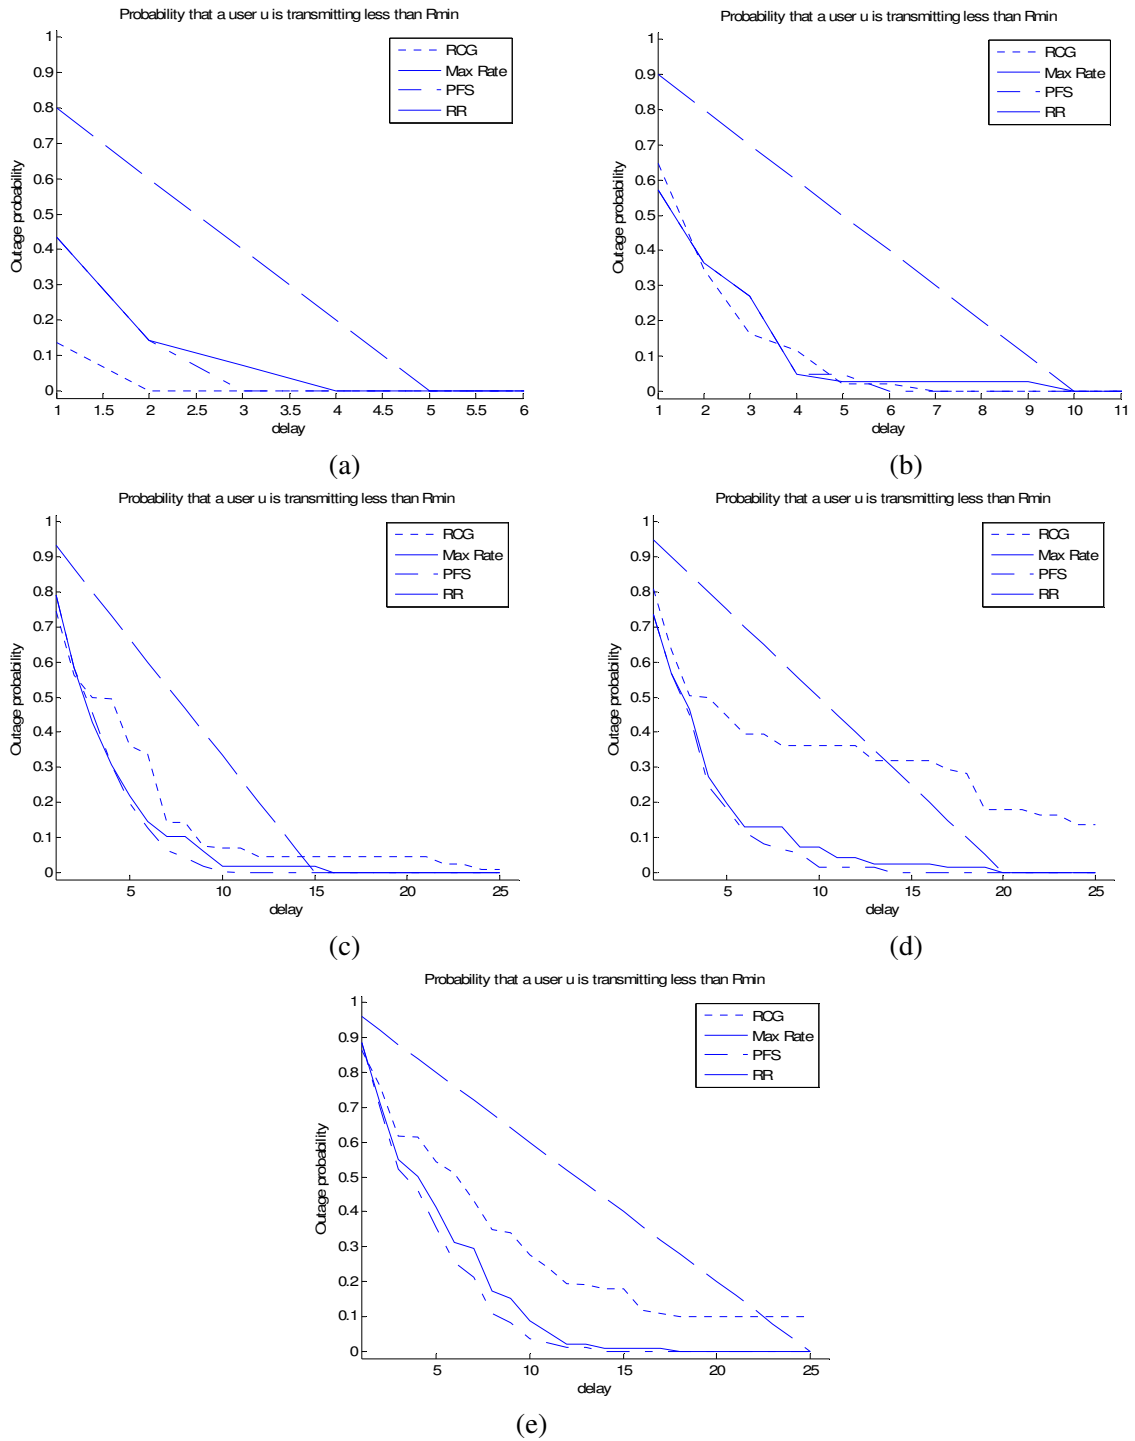 Probability that a user u is transmitting less than Rmin
1
0.9
0.8
0.7
0.6
0.5
0.4
0.3
0.2
0.1
0
Outage probability
RCG
Max Rate
PFS
RR
1 1.5 2 2.5 3 3.5 4 4.5 5 5.5 6
delay
(a)
Probability that a user u is transmitting less than Rmin
1
0.9
0.8
0.7
0.6
0.5
0.4
0.3
0.2
0.1
0
Outage probability
RCG
Max Rate
PFS
RR
1 2 3 4 5 6 7 8 9 10 11
delay
(b)
Probability that a user u is transmitting less than Rmin
1
0.9
0.8
0.7
0.6
0.5
0.4
0.3
0.2
0.1
0
Outage probability
RCG
Max Rate
PFS
RR
5 10 15 20 25
delay
(c)
Probability that a user u is transmitting less than Rmin
1
0.9
0.8
0.7
0.6
0.5
0.4
0.3
0.2
0.1
0
Outage probability
RCG
Max Rate
PFS
RR
5 10 15 20 25
delay
(d)
Probability that a user u is transmitting less than Rmin
1
0.9
0.8
0.7
0.6
0.5
0.4
0.3
0.2
0.1
0
Outage probability
RCG
Max Rate
PFS
RR
5 10 15 20 25
delay
(e)